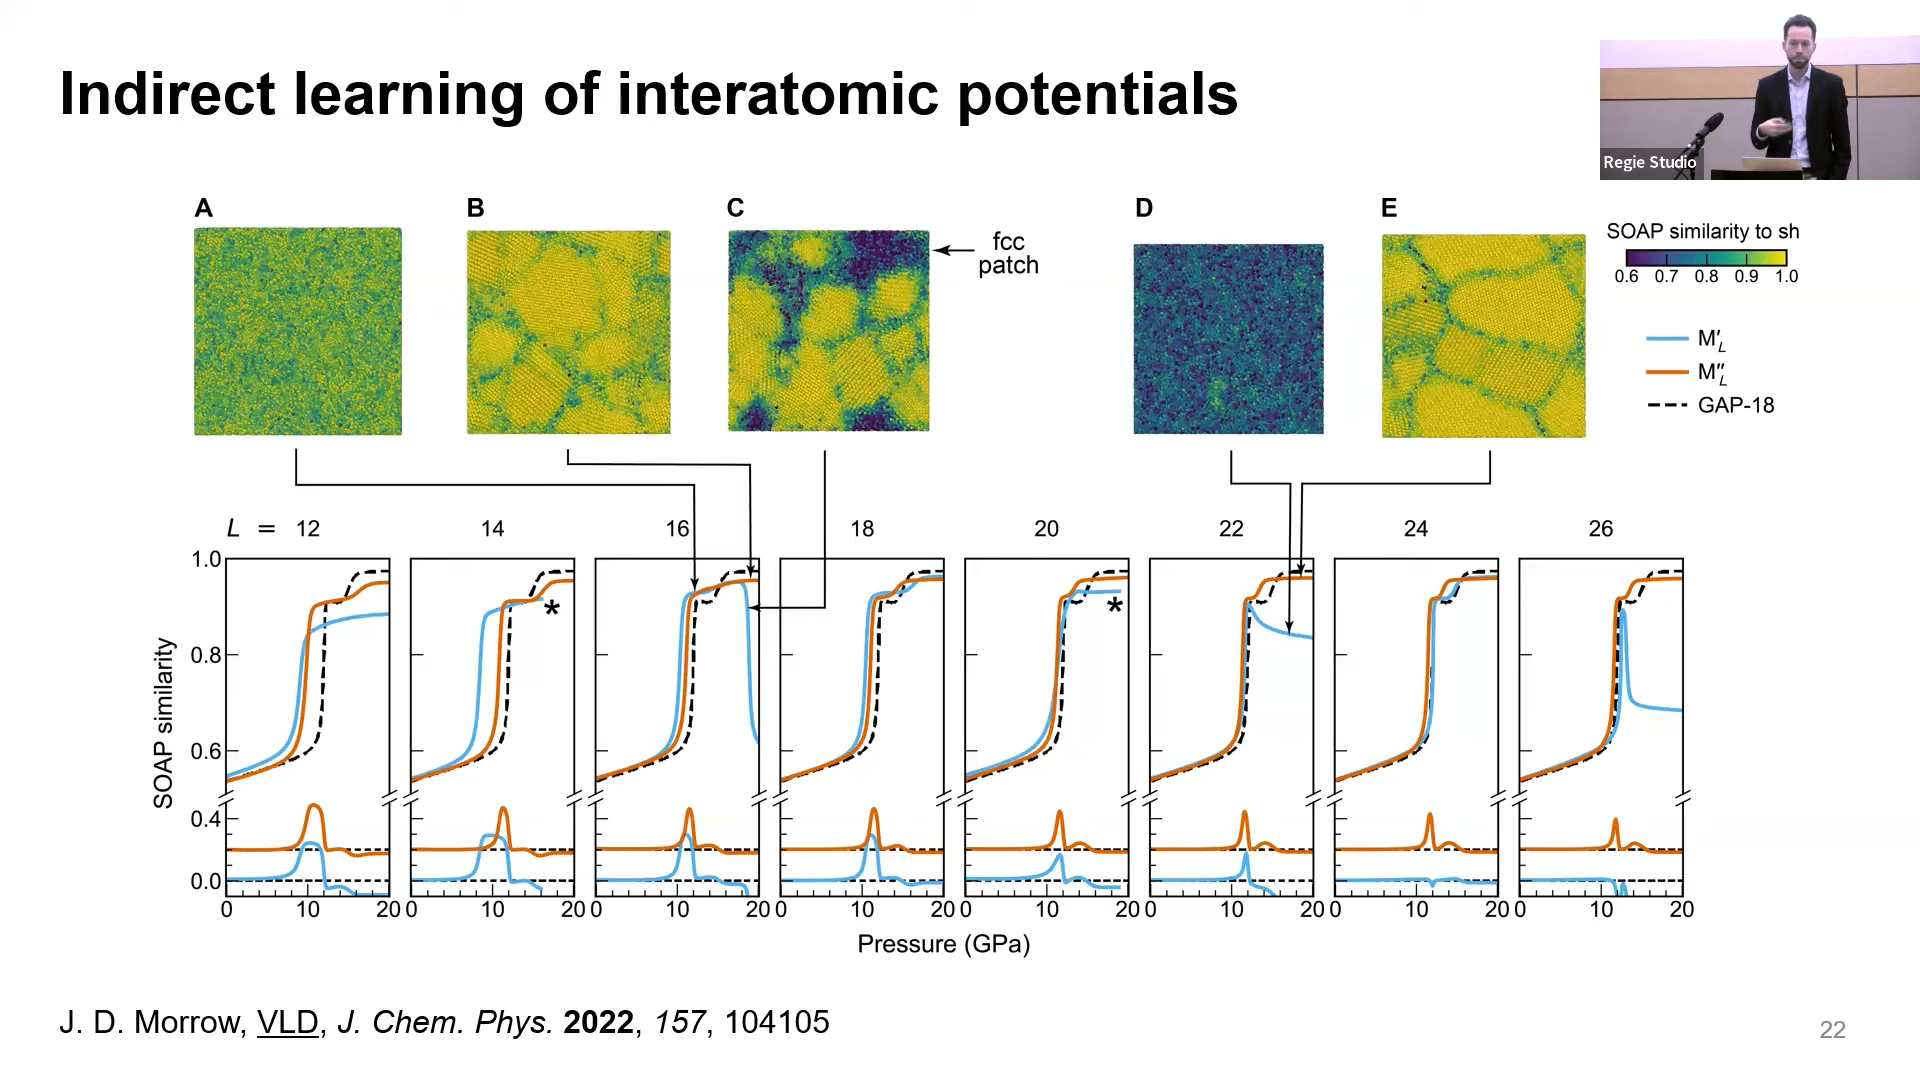 Indirect learning of interatomic potentials
Regie Studio
A B C D E
fcc
patch
SOAP similarity to sh
0.6 0.7 0.8 0.9 1.0
M′L
M″L
GAP-18
L = 12 14 16 18 20 22 24 26
SOAP similarity
1.0
0.8
0.6
0.4
0.0
*
*
0 10 20 0 10 20 0 10 20 0 10 20 0 10 20 0 10 20 0 10 20 0 10 20
Pressure (GPa)
J. D. Morrow, VLD, J. Chem. Phys. 2022, 157, 104105
22